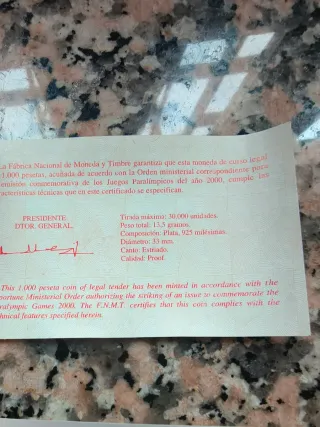 La Fábrica Nacional de Moneda y Timbre garantiza que esta moneda de curso legal
1.000 pesetas, acuñada de acuerdo con la Orden ministerial correspondiente para
emisión conmemorativa de los Juegos Paralímpicos del año 2000, cumple las
características técnicas que en este certificado se especifican.
PRESIDENTE
DTOR. GENERAL,
Tirada máxima: 30.000 unidades.
Peso total: 13,5 gramos.
Composición: Plata, 925 milésimas.
Diámetro: 33 mm.
Canto: Estriado.
Calidad: Proof.
This 1.000 peseta coin of legal tender has been minted in accordance with the
portune Ministerial Order authorizing the striking of an issue to commemorate the
ralympic Games 2000. The F.N.M.T. certifies that this coin complies with the
hnical features specified herein.